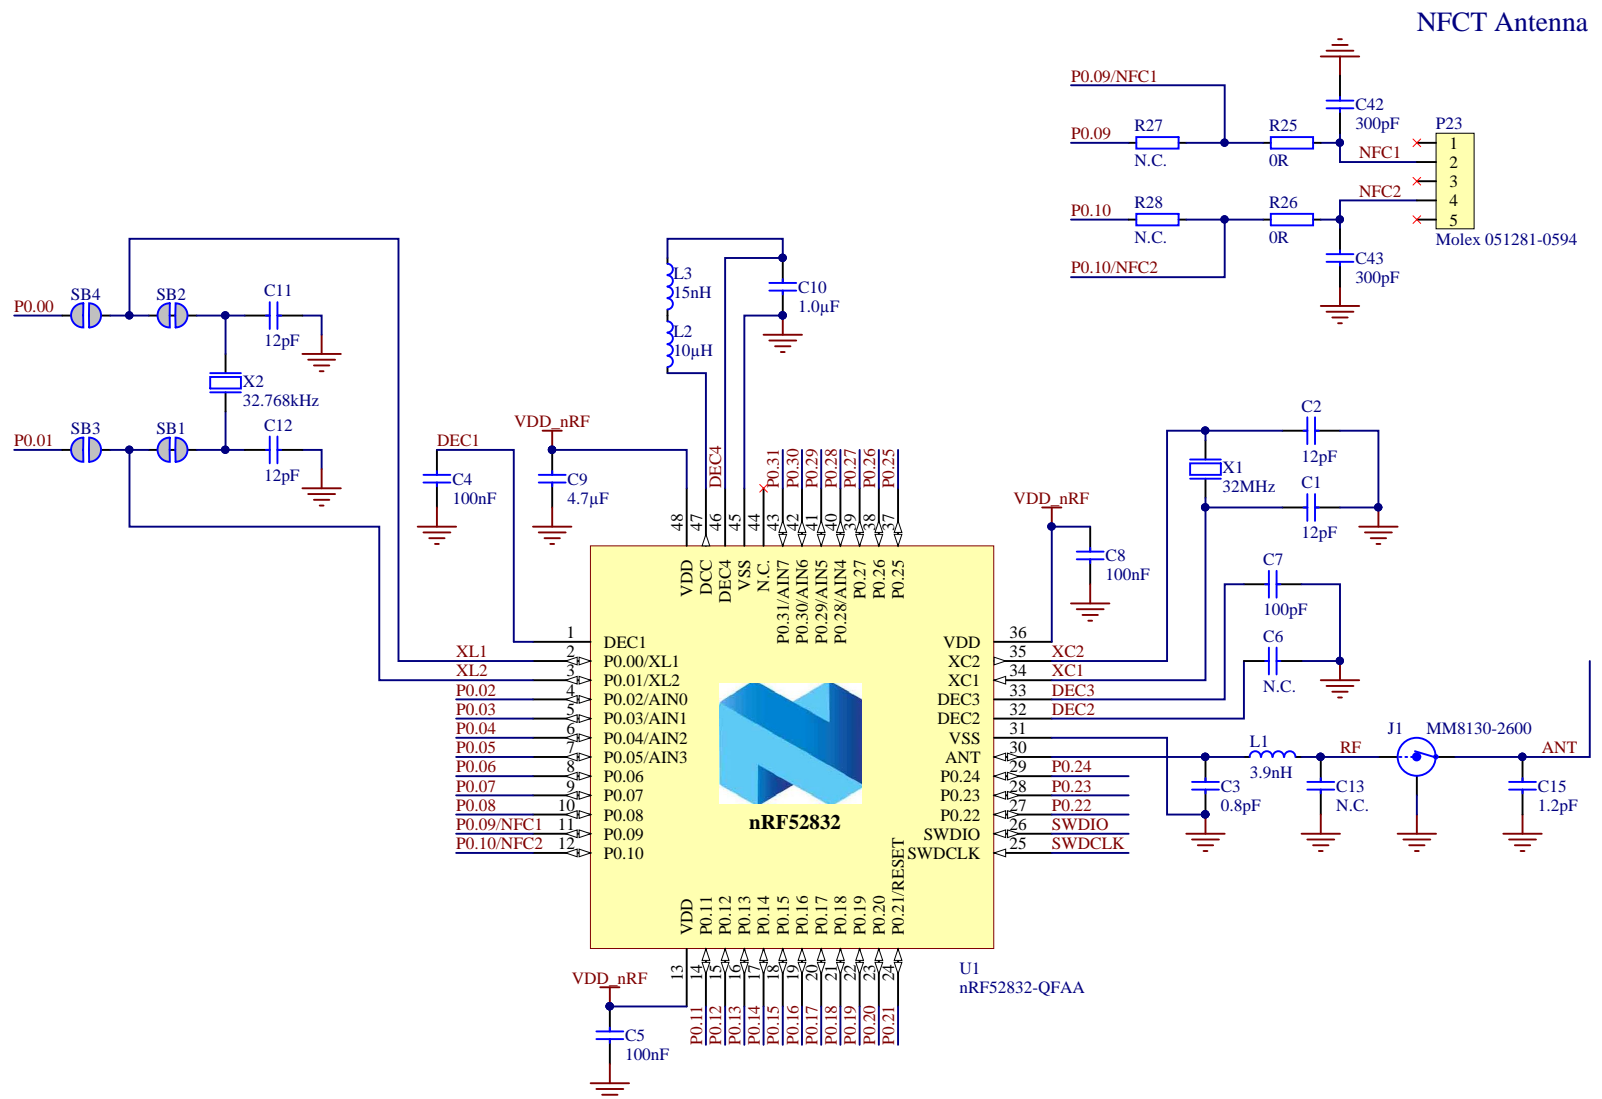 NFCT Antenna
P0.09/NFC1
C42
300pF
P23
P0.09
R27
N.C.
R25
0R
NFC1
1
2
3
4
5
P0.10
R28
N.C.
R26
0R
NFC2
Molex 051281-0594
P0.10/NFC2
C43
300pF
P0.00
SB4
SB2
C11
12pF
X2
32.768kHz
P0.01
SB3
SB1
C12
12pF
L3
15nH
L2
10µH
C10
1.0µF
DEC1
C4
100nF
VDD_nRF
C9
4.7µF
DEC4
P0.31
P0.30
P0.29
P0.28
P0.27
P0.26
P0.25
48
47
46
45
44
43
42
41
40
39
38
37
VDD
DCC
DEC4
VSS
N.C.
P0.31/AIN7
P0.30/AIN6
P0.29/AIN5
P0.28/AIN4
P0.27
P0.26
P0.25
VDD_nRF
C8
100nF
X1
32MHz
C2
12pF
C1
12pF
C7
100pF
C6
N.C.
1 DEC1
XL1 2 P0.00/XL1
XL2 3 P0.01/XL2
P0.02 4 P0.02/AIN0
P0.03 5 P0.03/AIN1
P0.04 6 P0.04/AIN2
P0.05 7 P0.05/AIN3
P0.06 8 P0.06
P0.07 9 P0.07
P0.08 10 P0.08
P0.09/NFC1 11 P0.09
P0.10/NFC2 12 P0.10
nRF52832
VDD 36
XC2 35 XC2
XC1 34 XC1
DEC3 33 DEC3
DEC2 32 DEC2
VSS 31
ANT 30
P0.24 29 P0.24
P0.23 28 P0.23
P0.22 27 P0.22
SWDIO 26 SWDIO
SWDCLK 25 SWDCLK
L1
3.9nH
C3
0.8pF
RF
C13
N.C.
J1
MM8130-2600
ANT
C15
1.2pF
VDD
P0.11
P0.12
P0.13
P0.14
P0.15
P0.16
P0.17
P0.18
P0.19
P0.20
P0.21/RESET
13
14
15
16
17
18
19
20
21
22
23
24
P0.11
P0.12
P0.13
P0.14
P0.15
P0.16
P0.17
P0.18
P0.19
P0.20
P0.21
U1
nRF52832-QFAA
VDD_nRF
C5
100nF